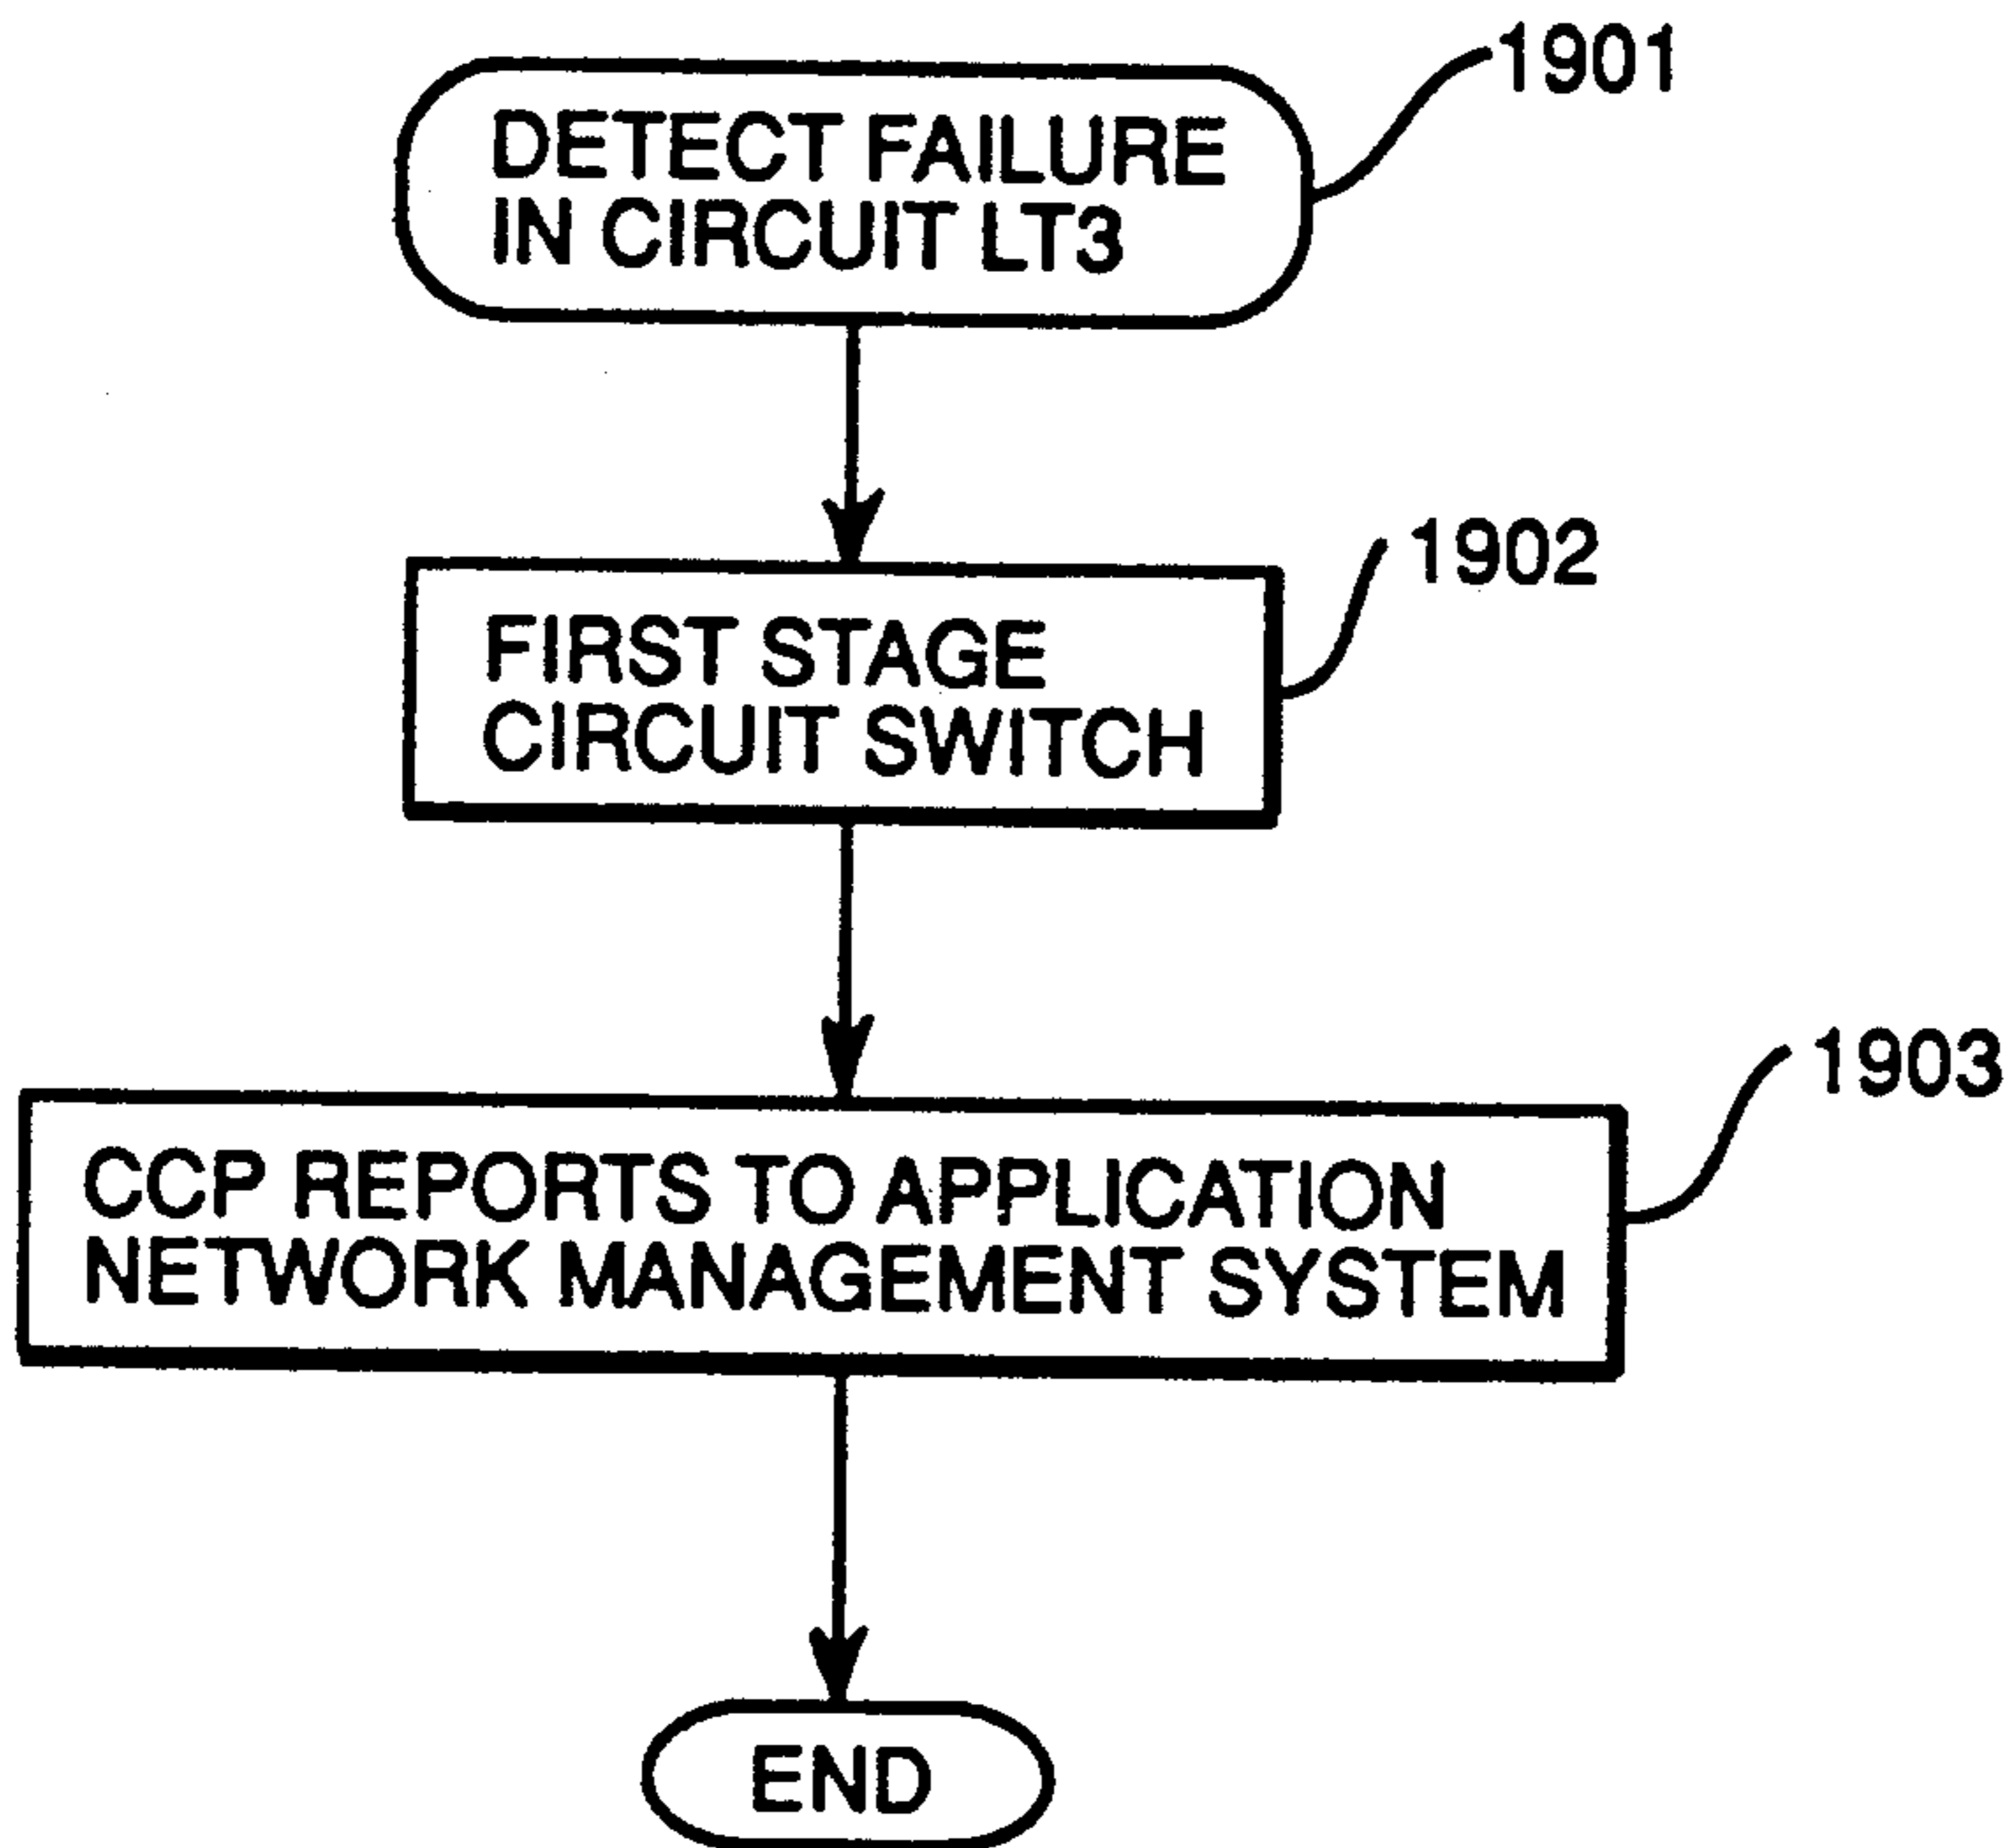 1901
DETECT FAILURE
IN CIRCUIT LT3
1902
FIRST STAGE
CIRCUIT SWITCH
1903
CCP REPORTS TO APPLICATION
NETWORK MANAGEMENT SYSTEM
END